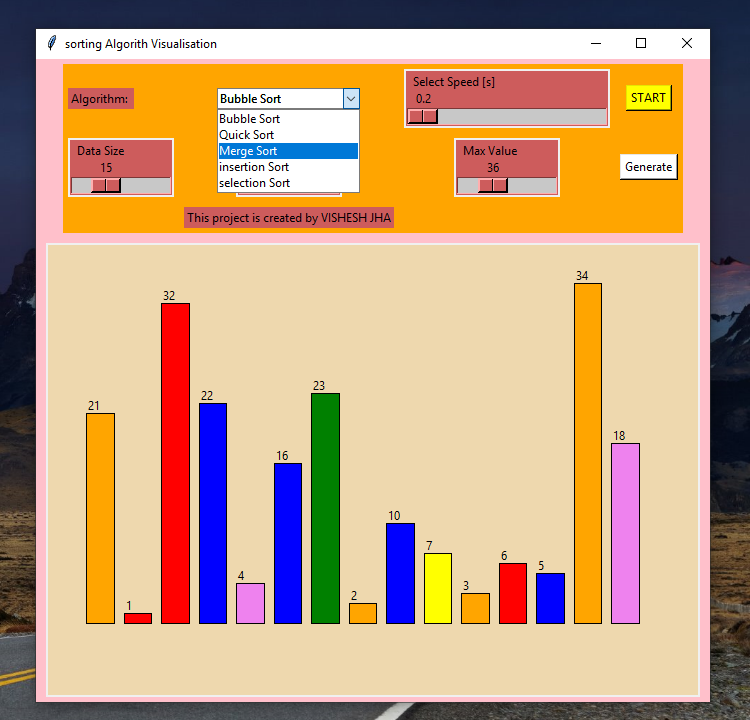 sorting Algorith Visualisation
Algorithm:
Bubble Sort
Select Speed [s]
0.2
START
Bubble Sort
Quick Sort
Merge Sort
insertion Sort
selection Sort
Data Size
15
Max Value
36
Generate
This project is created by VISHESH JHA
21
1
32
22
4
16
23
2
10
7
3
6
5
34
18